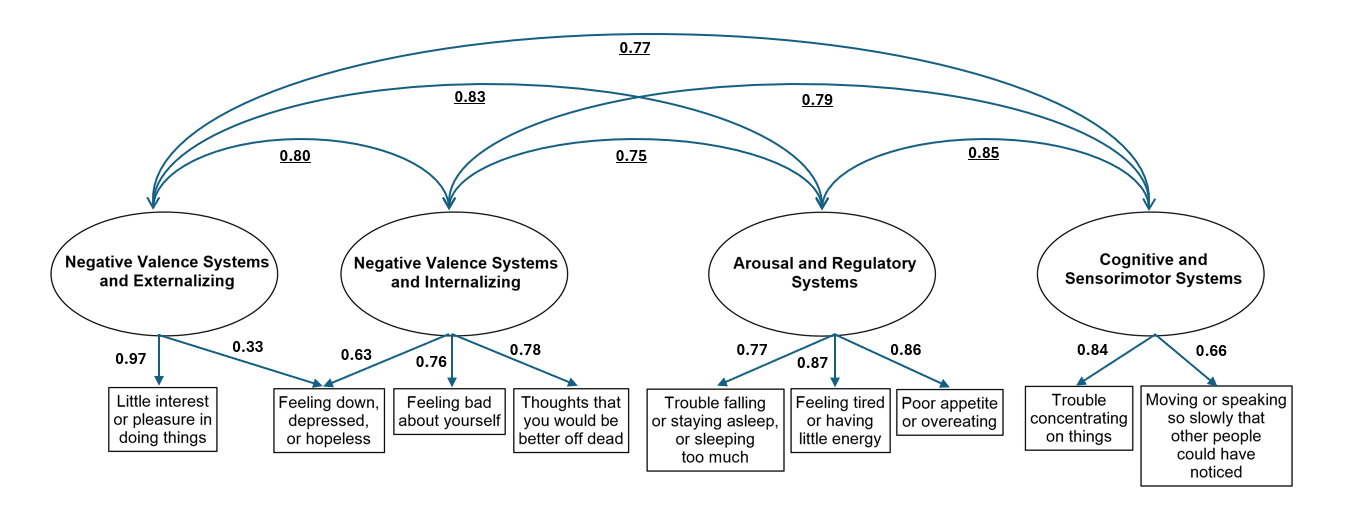 0.77
0.83
0.79
0.80
0.75
0.85
Negative Valence Systems
and Externalizing
Negative Valence Systems
and Internalizing
Arousal and Regulatory
Systems
Cognitive and
Sensorimotor Systems
0.97
0.33
0.63
0.76
0.78
0.77
0.87
0.86
0.84
0.66
Little interest
or pleasure in
doing things
Feeling down,
depressed,
or hopeless
Feeling bad
about yourself
Thoughts that
you would be
better off dead
Trouble falling
or staying asleep,
or sleeping
too much
Feeling tired
or having
little energy
Poor appetite
or overeating
Trouble
concentrating
on things
Moving or speaking
so slowly that
other people
could have
noticed